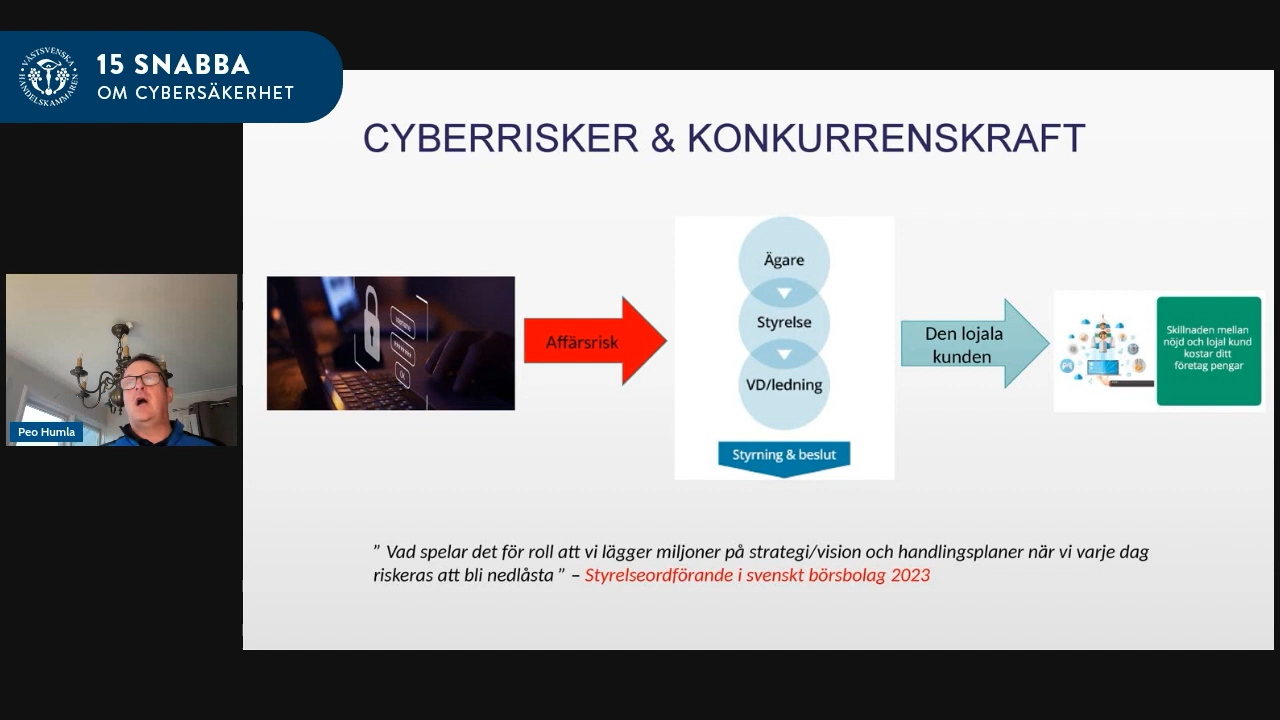 VÄSTSVENSKA
HANDELSKAMMAREN
15 SNABBA
OM CYBERSÄKERHET
CYBERRISKER & KONKURRENSKRAFT
Peo Humla
Affärsrisk
Ägare
Styrelse
VD/ledning
Styrning & beslut
Den lojala
kunden
Skillnaden mellan
nöjd och lojal kund
kostar ditt
företag pengar
” Vad spelar det för roll att vi lägger miljoner på strategi/vision och handlingsplaner när vi varje dag
riskeras att bli nedlåsta ” – Styrelseordförande i svenskt börsbolag 2023